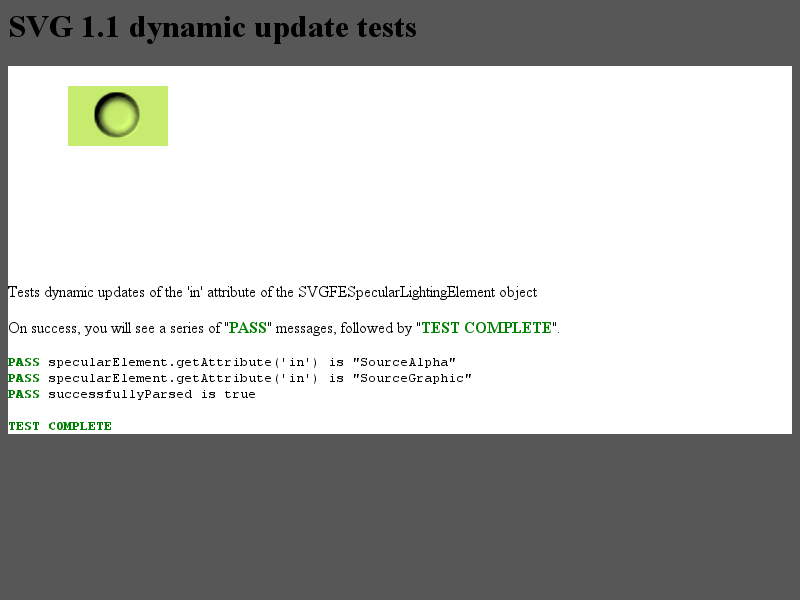 SVG 1.1 dynamic update tests
Tests dynamic updates of the 'in' attribute of the SVGFESpecularLightingElement object
On success, you will see a series of "PASS" messages, followed by "TEST COMPLETE".
PASS specularElement.getAttribute('in') is "SourceAlpha"
PASS specularElement.getAttribute('in') is "SourceGraphic"
PASS successfullyParsed is true
TEST COMPLETE